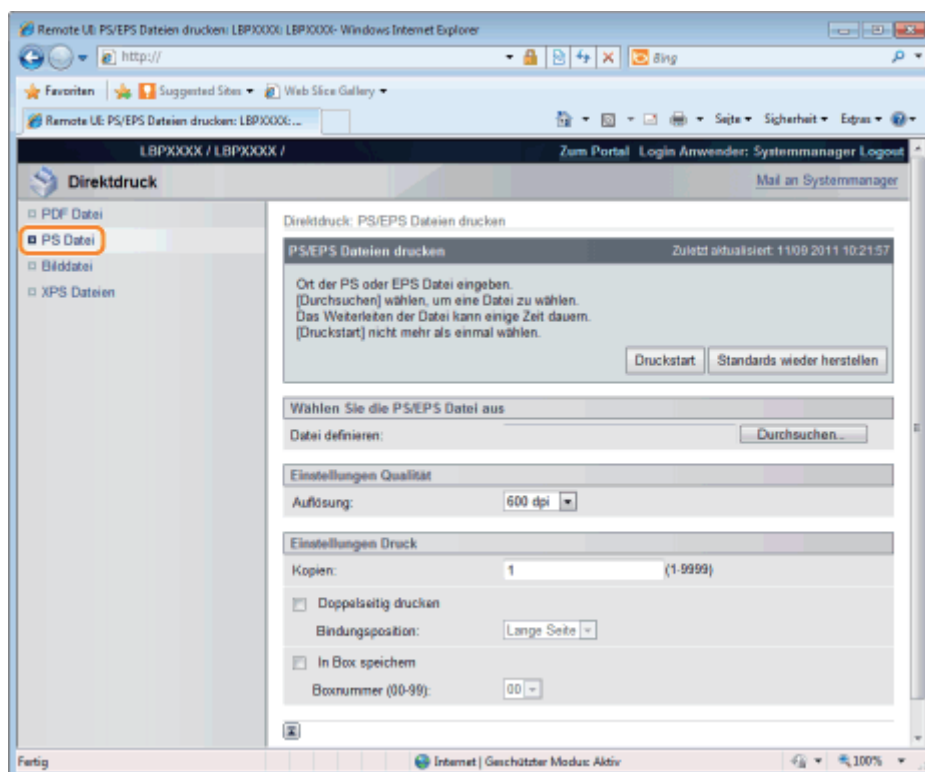 Remote UI: PS/EPS Dateien drucken: LBPXXXX: LBPXXXX- Windows Internet Explorer
http://
Bing
Favoriten Suggested Sites Web Slice Gallery
Remote UI: PS/EPS Dateien drucken: LBPXXXX:... Seite Sicherheit Extras
LBPXXXX / LBPXXXX / Zum Portal Login Anwender: Systemmanager Logout
Direktdruck Mail an Systemmanager
PDF Datei
PS Datei
Bilddatei
XPS Dateien
Direktdruck: PS/EPS Dateien drucken
PS/EPS Dateien drucken Zuletzt aktualisiert: 11/09 2011 10:21:57
Ort der PS oder EPS Datei eingeben.
[Durchsuchen] wählen, um eine Datei zu wählen.
Das Weiterleiten der Datei kann einige Zeit dauern.
[Druckstart] nicht mehr als einmal wählen.
Druckstart Standards wieder herstellen
Wählen Sie die PS/EPS Datei aus
Datei definieren: Durchsuchen...
Einstellungen Qualität
Auflösung: 600 dpi
Einstellungen Druck
Kopien: 1 (1-9999)
Doppelseitig drucken
Bindungsposition: Lange Seite
In Box speichern
Boxnummer (00-99): 00
Fertig Internet | Geschützter Modus: Aktiv 100%